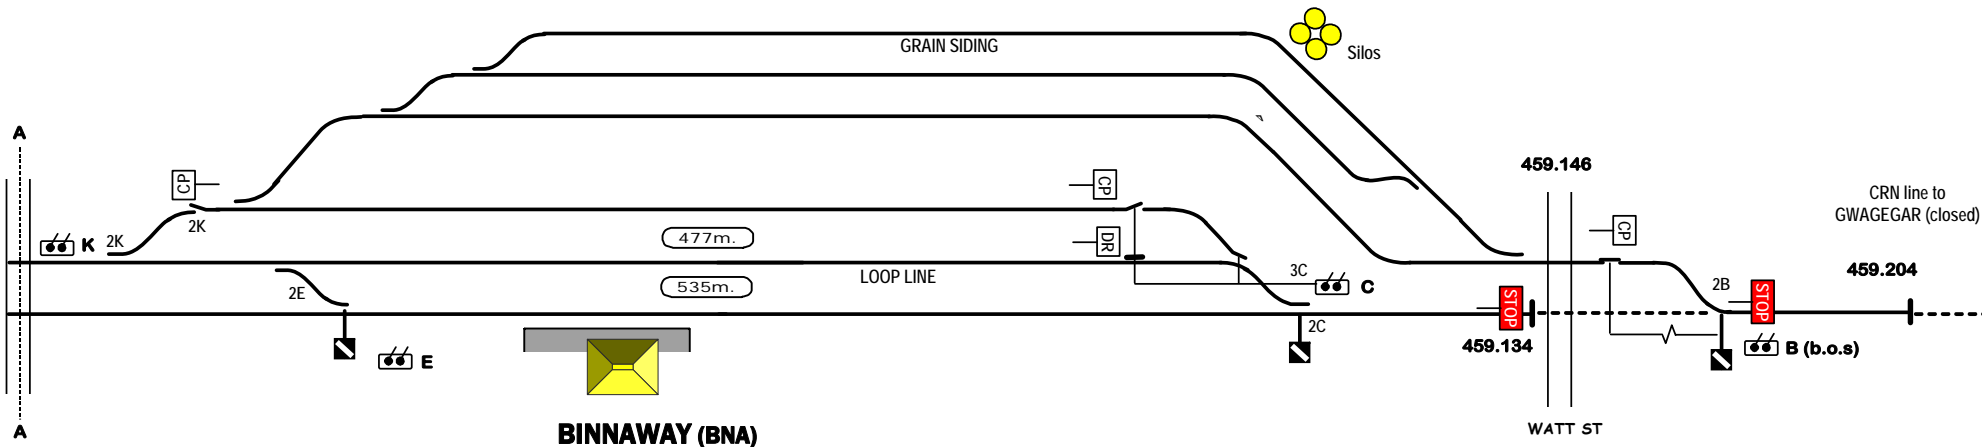 GRAIN SIDING
Silos
A
CP
CP
459.146
CRN line to
GWAGEGAR (closed)
CP
K
2K
2K
477m.
DR
LOOP LINE
3C
C
459.204
2E
535m.
2B
STOP
STOP
2C
459.134
E
B (b.o.s)
A
BINNAWAY (BNA)
WATT ST